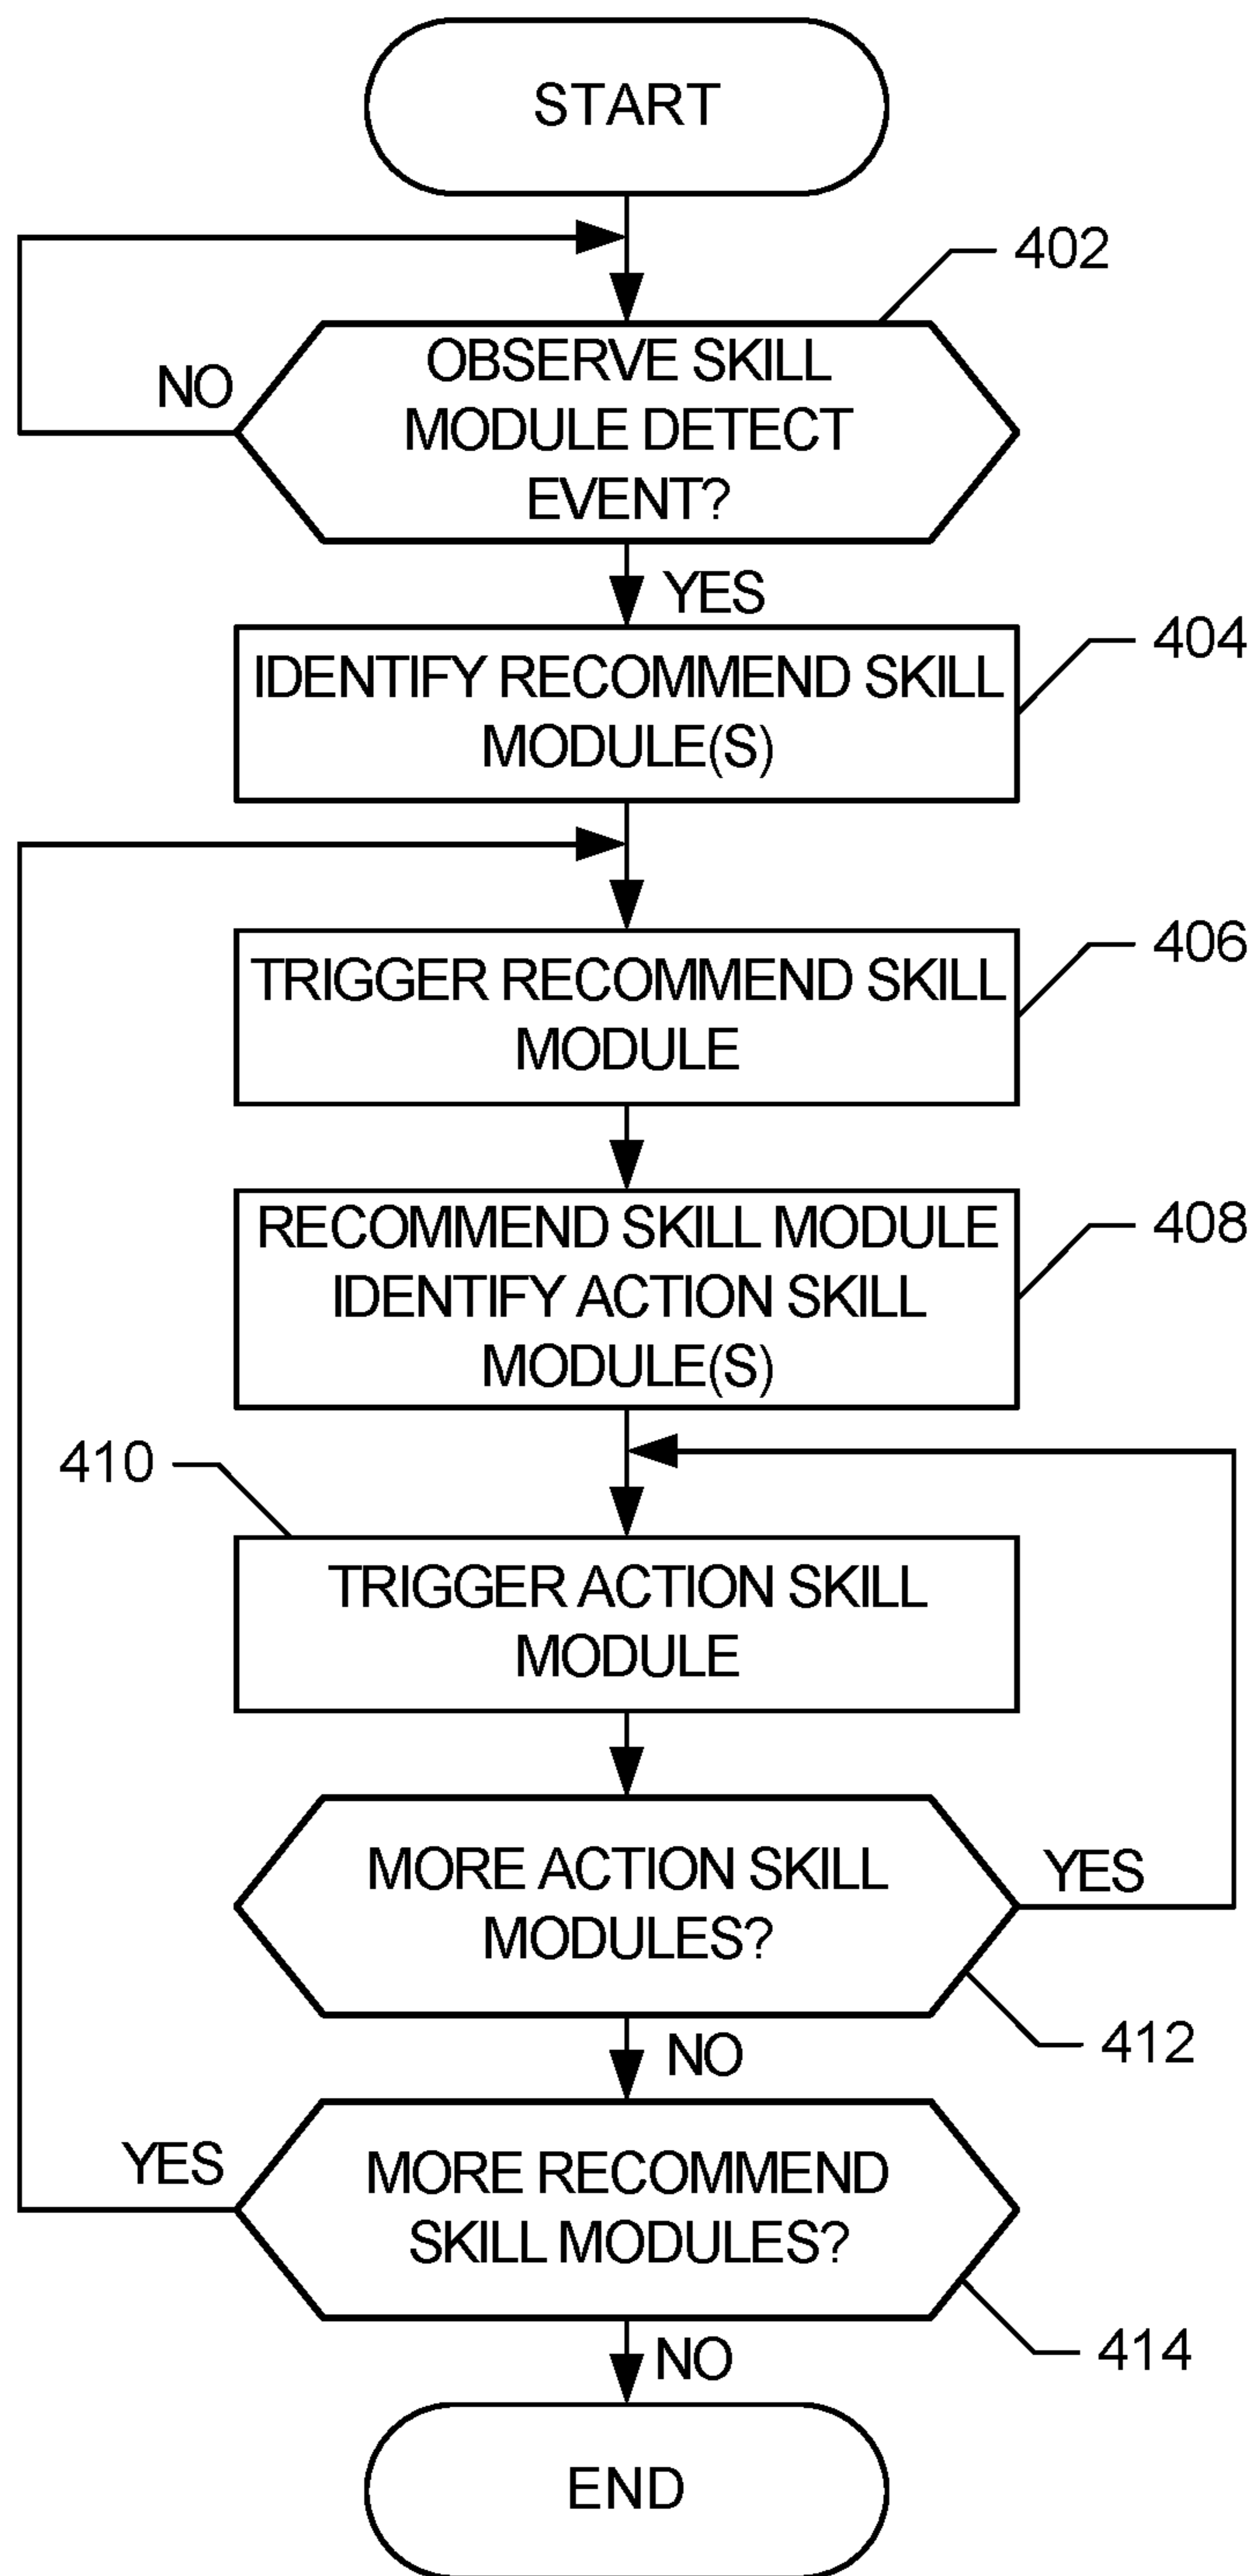 START
402
OBSERVE SKILL
MODULE DETECT
EVENT?
NO
YES
404
IDENTIFY RECOMMEND SKILL
MODULE(S)
406
TRIGGER RECOMMEND SKILL
MODULE
408
RECOMMEND SKILL MODULE
IDENTIFY ACTION SKILL
MODULE(S)
410
TRIGGER ACTION SKILL
MODULE
MORE ACTION SKILL
MODULES?
YES
412
NO
YES
MORE RECOMMEND
SKILL MODULES?
414
NO
END